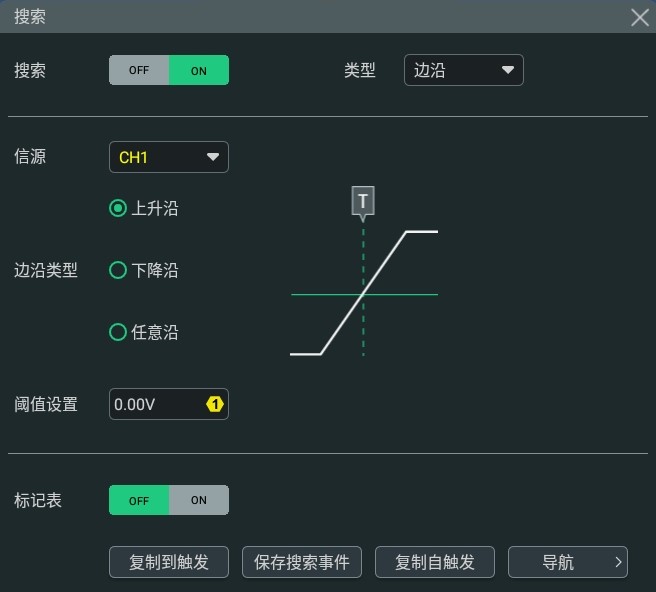 搜索
搜索 OFF ON 类型 边沿
信源 CH1
T
上升沿
边沿类型 下降沿
任意沿
阈值设置 0.00V 1
标记表 OFF ON
复制到触发 保存搜索事件 复制自触发 导航